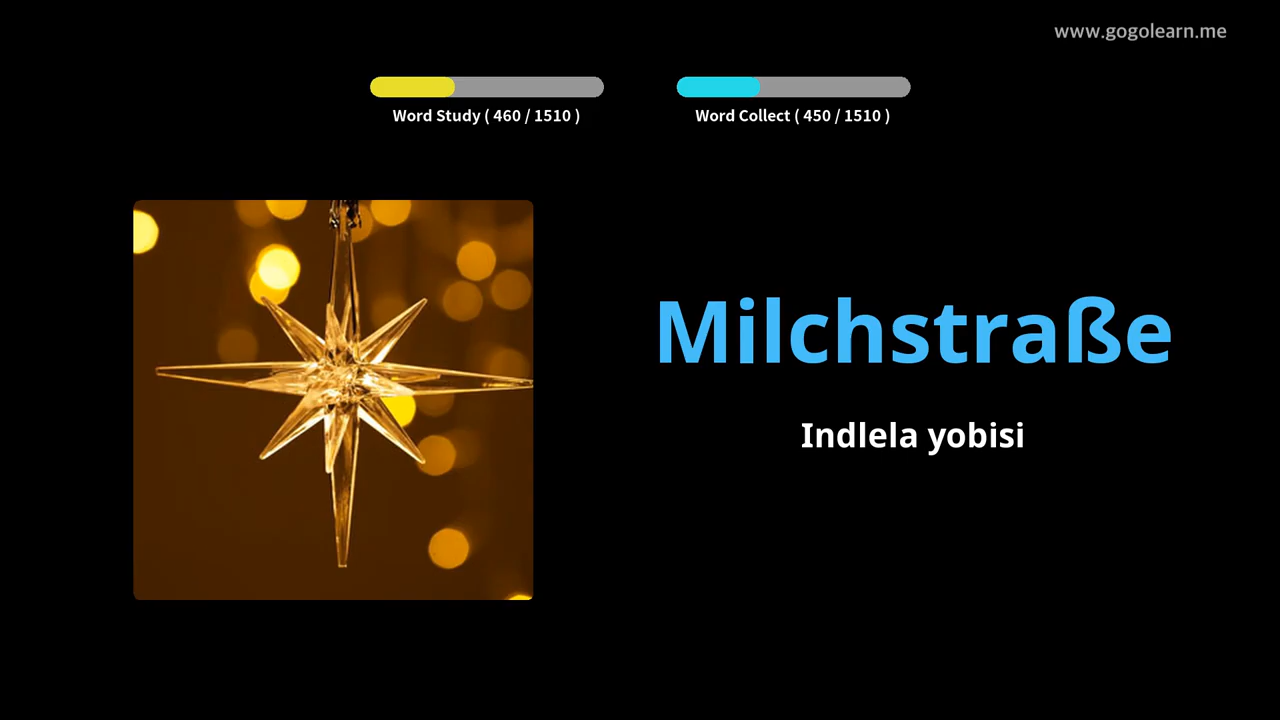 www.gogolearn.me
Word Study ( 460 / 1510 )
Word Collect ( 450 / 1510 )
Milchstraße
Indlela yobisi